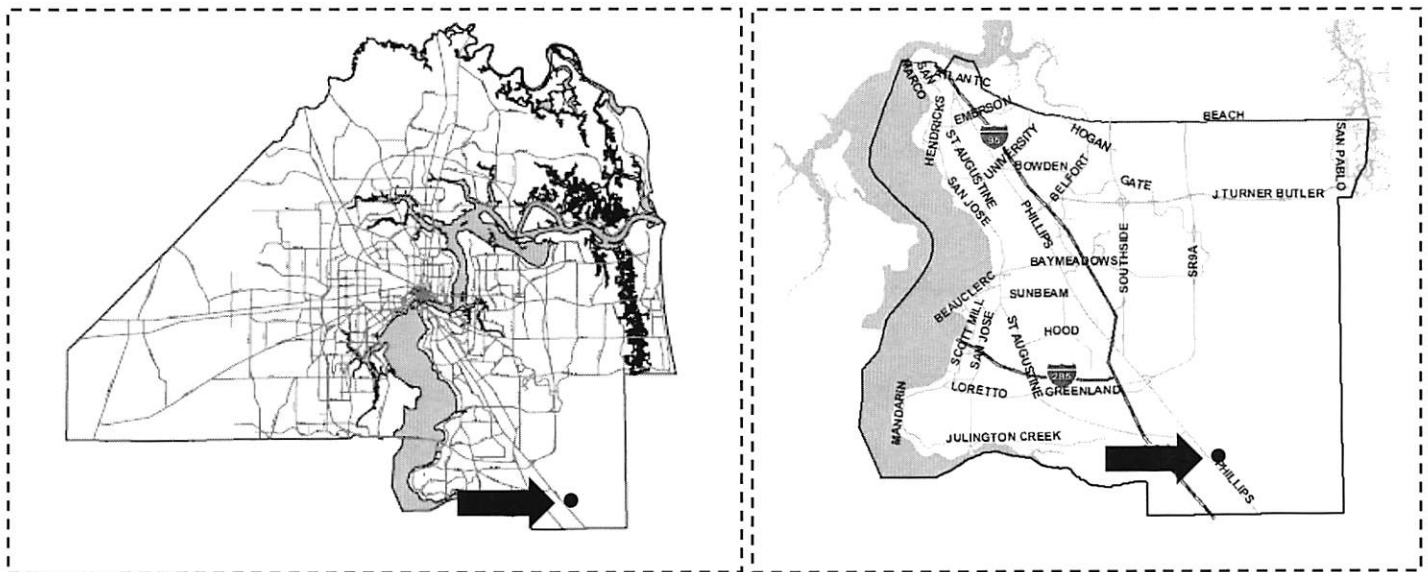 SAN
MARCO
ATLANTIC
EMERSON
HENDRICKS
95
ST AUGUSTINE
UNIVERSITY
HOGAN
BEACH
SAN PABLO
BOWDEN
BELFORT
GATE
J.TURNER BUTLER
SAN JOSE
PHILLIPS
BAYMEADOWS
SOUTHSIDE
SR9A
BEAUCLERC
SUNBEAM
SCOTT MILL
SAN JOSE
ST AUGUSTINE
HOOD
LORETTO
GREENLAND
MANDARIN
JULINGTON CREEK
PHILLIPS